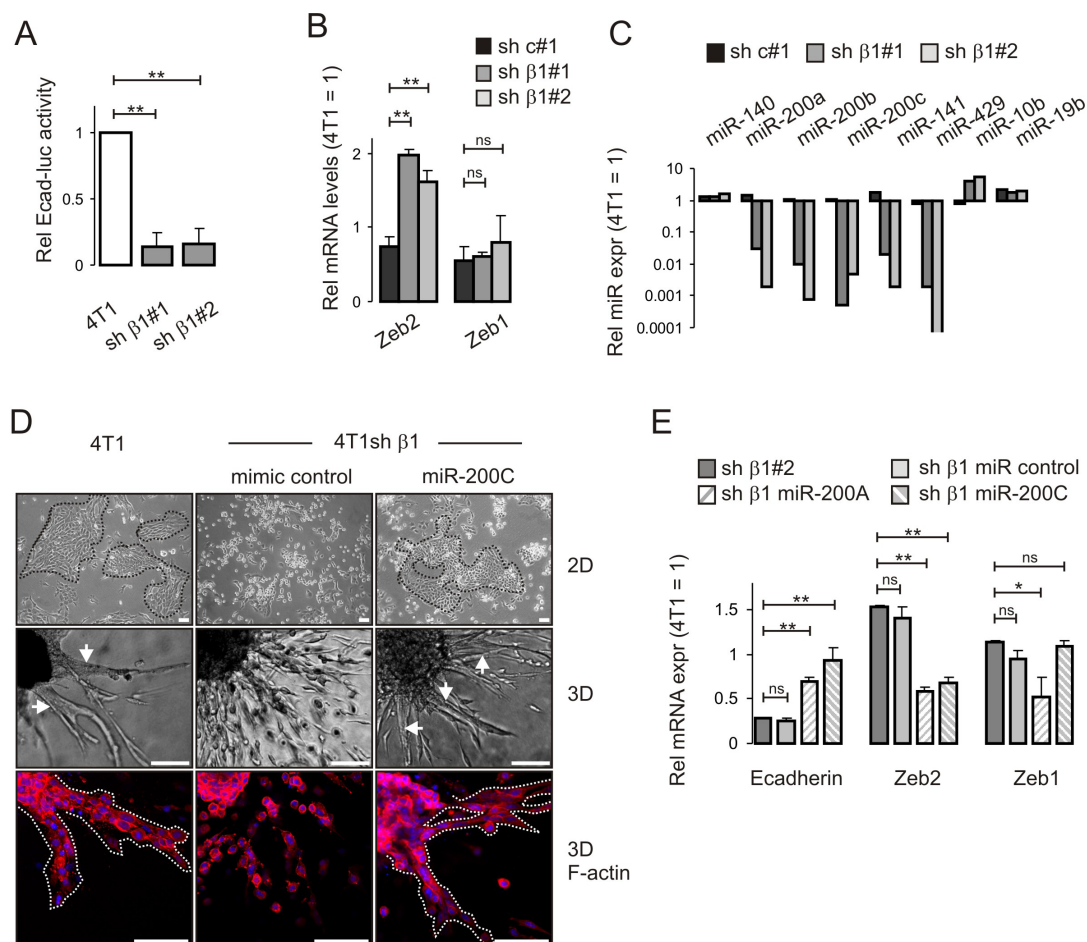 A
Rel Ecad-luc activity
**
**
1
0.5
0
4T1
sh β1#1
sh β1#2
B
sh c#1
sh β1#1
sh β1#2
Rel mRNA levels (4T1 = 1)
**
**
ns
ns
2
1
0
Zeb2
Zeb1
C
sh c#1 sh β1#1 sh β1#2
miR-140
miR-200a
miR-200b
miR-200c
miR-141
miR-429
miR-10b
miR-19b
Rel miR expr (4T1 = 1)
10
1
0.1
0.01
0.001
0.0001
D
4T1
4T1sh β1
mimic control
miR-200C
2D
3D
3D
F-actin
E
sh β1#2 sh β1 miR control
sh β1 miR-200A sh β1 miR-200C
Rel mRNA expr (4T1 = 1)
**
**
ns
**
**
ns
ns
*
ns
1.5
1
0.5
0
Ecadherin
Zeb2
Zeb1